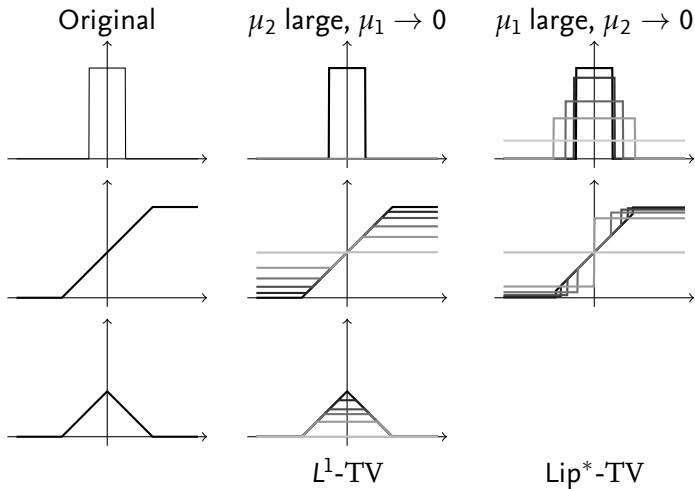 Original
μ₂ large, μ₁ → 0
μ₁ large, μ₂ → 0
L¹-TV
Lip*-TV